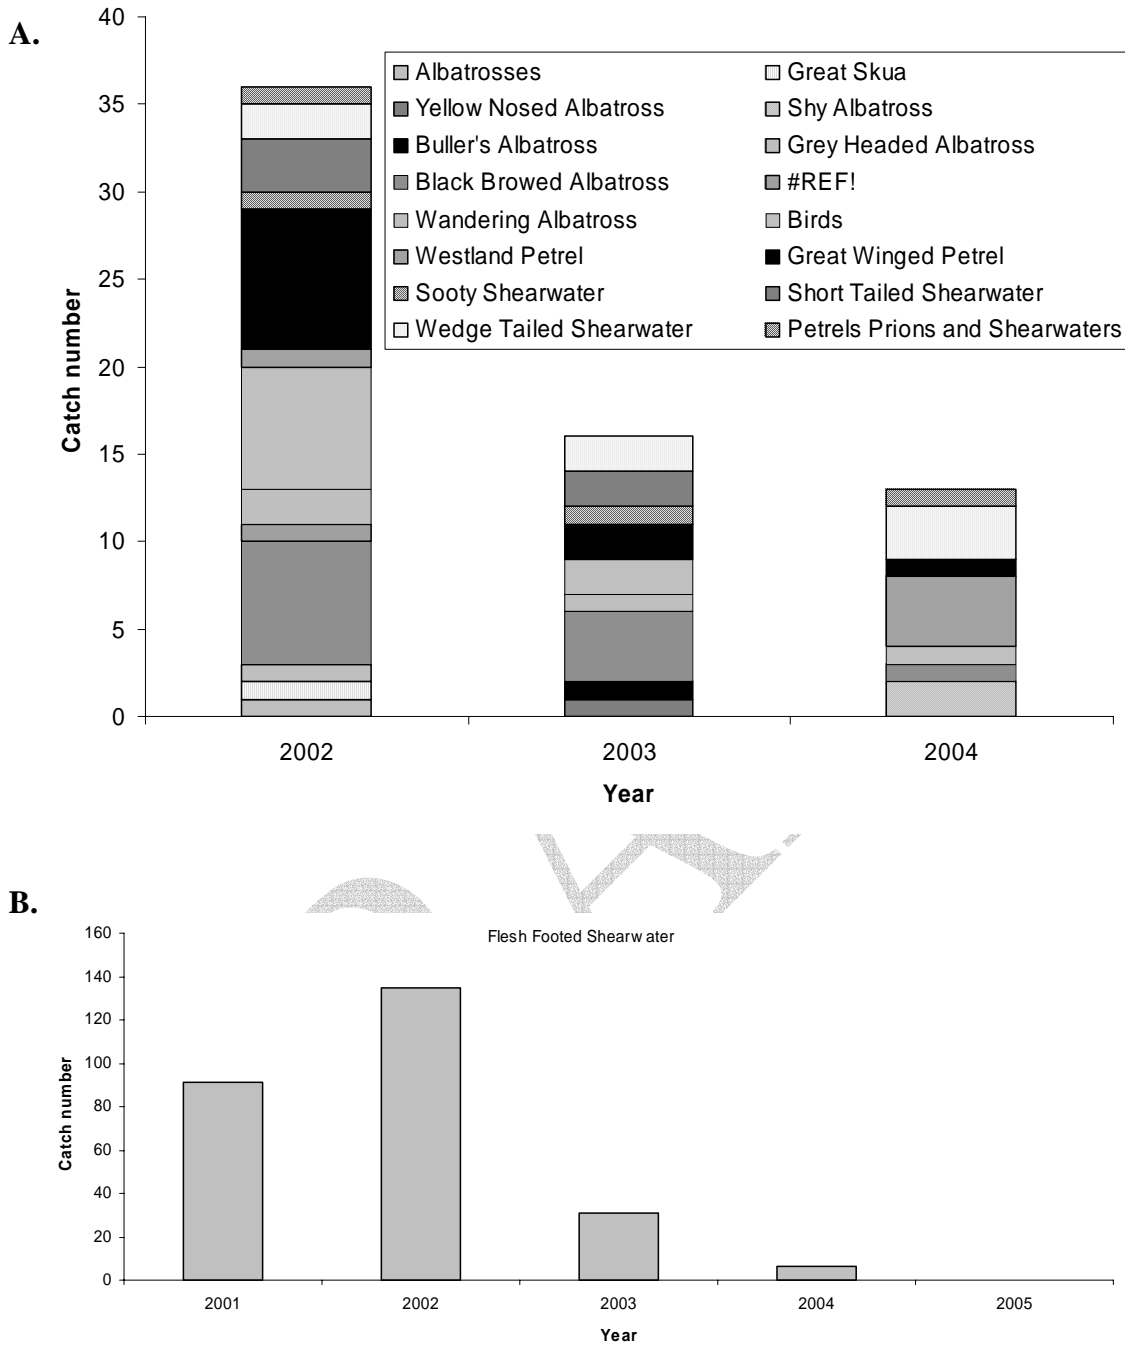 A.
40
35
30
25
20
15
10
5
0
Catch number
Albatrosses
Great Skua
Yellow Nosed Albatross
Shy Albatross
Buller's Albatross
Grey Headed Albatross
Black Browed Albatross
#REF!
Wandering Albatross
Birds
Westland Petrel
Great Winged Petrel
Sooty Shearwater
Short Tailed Shearwater
Wedge Tailed Shearwater
Petrels Prions and Shearwaters
2002
2003
2004
Year
B.
Flesh Footed Shearwater
160
140
120
100
80
60
40
20
0
Catch number
2001
2002
2003
2004
2005
Year